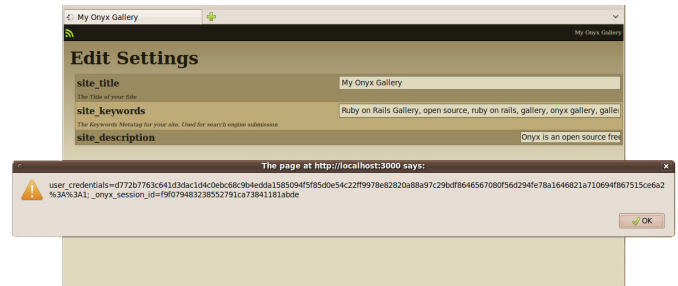 My Onyx Gallery
My Onyx Gallery
Edit Settings
site_title
My Onyx Gallery
The Title of your Site
site_keywords
Ruby on Rails Gallery, open source, ruby on rails, gallery, onyx gallery, galle
The Keywords Metatag for your site. Used for search engine submission
site_description
Onyx is an open source free
The page at http://localhost:3000 says:
user_credentials=d772b7763c641d3dac1d4c0ebc68c9b4edda1585094f5f85d0e54c22ff9978e82820a88a97c29bdf8646567080f56d294fe78a1646821a710694f867515ce6a2
%3A%3A1; _onyx_session_id=f9f079483238552791ca73841181abde
OK